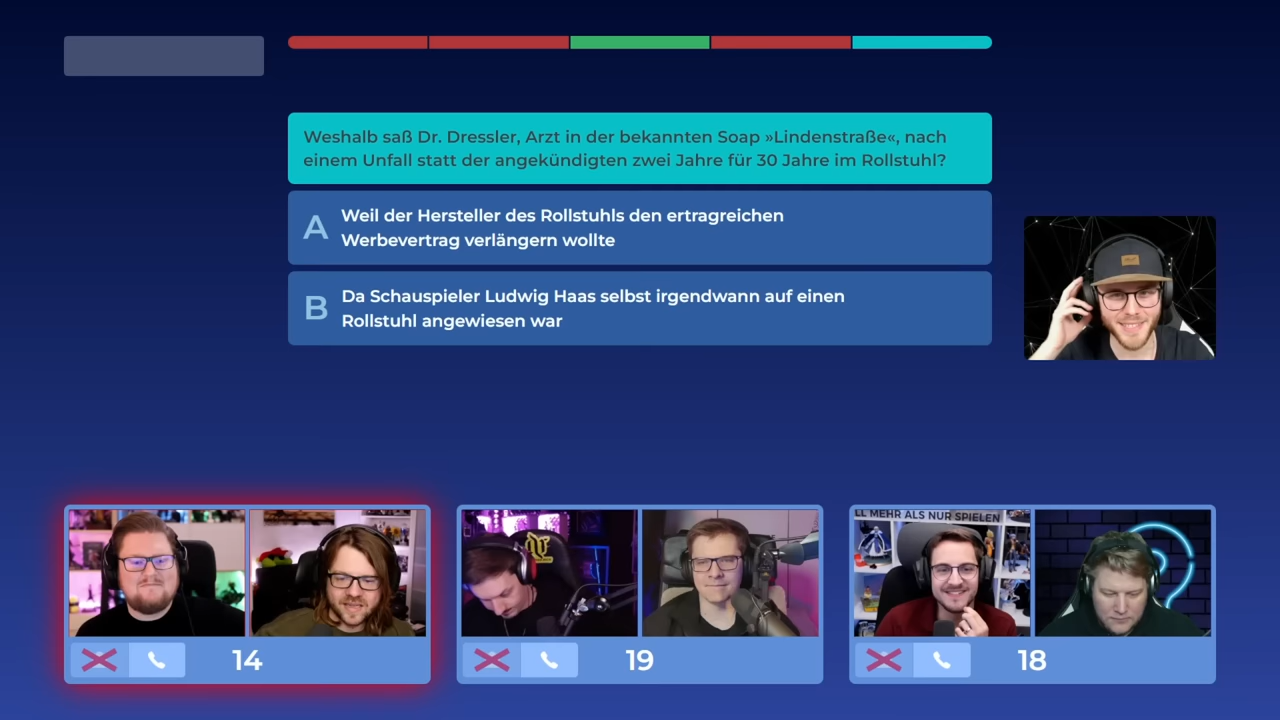 Weshalb saß Dr. Dressler, Arzt in der bekannten Soap »Lindenstraße«, nach
einem Unfall statt der angekündigten zwei Jahre für 30 Jahre im Rollstuhl?
A
Weil der Hersteller des Rollstuhls den ertragreichen
Werbevertrag verlängern wollte
B
Da Schauspieler Ludwig Haas selbst irgendwann auf einen
Rollstuhl angewiesen war
LL MEHR ALS NUR SPIELEN
14
19
18